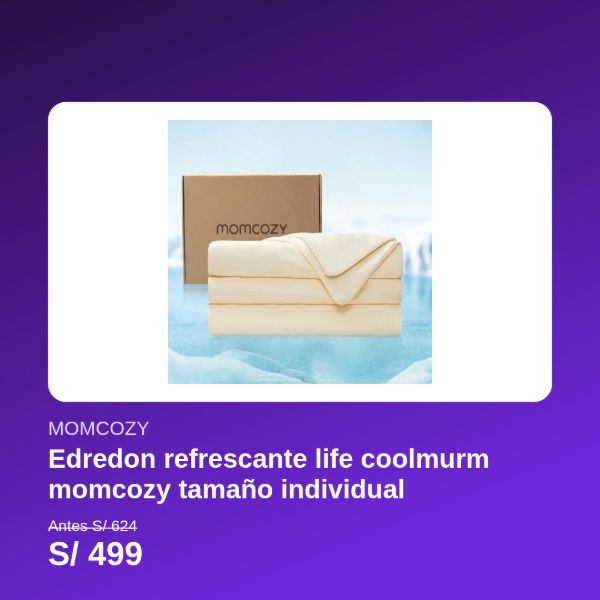 momcozy
MOMCOZY
Edredon refrescante life coolmurm
momcozy tamaño individual
Antes S/ 624
S/ 499